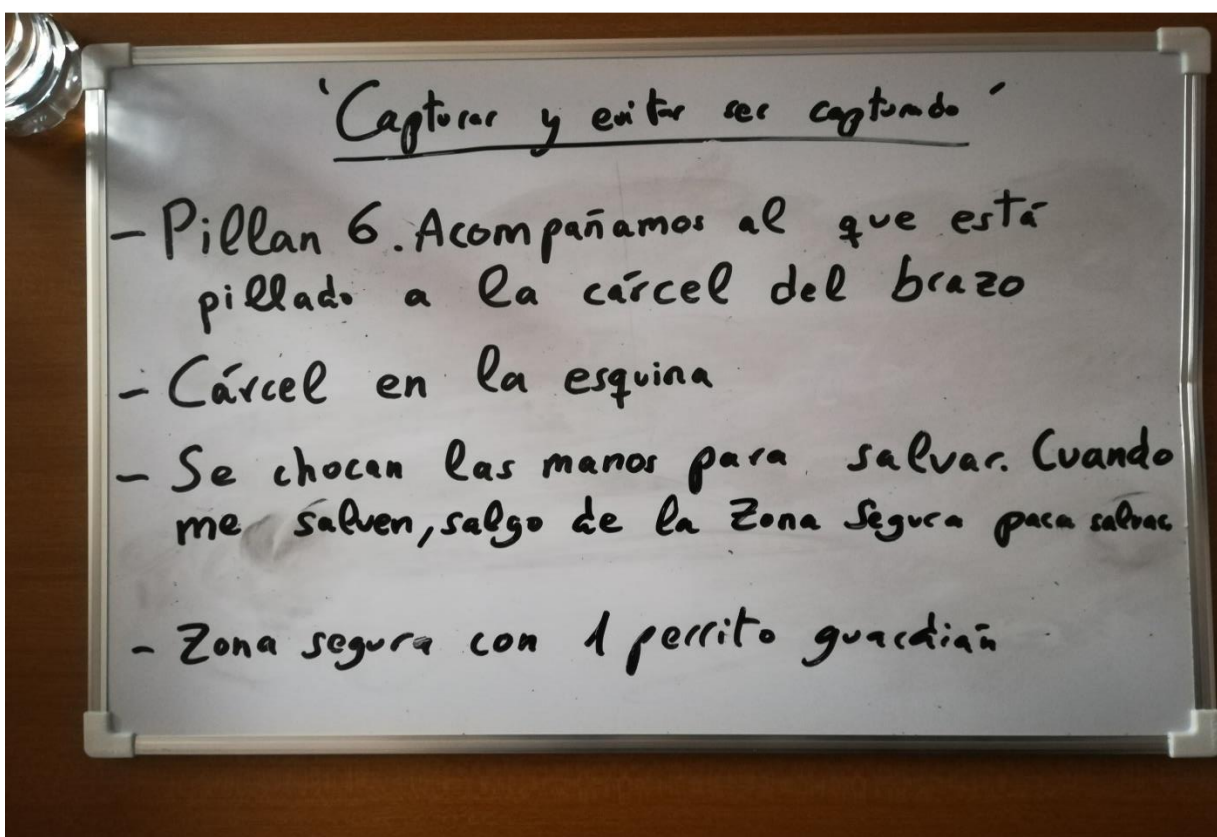 'Capturar y evitar ser capturado'
- Pillan 6. Acompañamos al que está
pillado a la cárcel del brazo
- Cárcel en la esquina
- Se chocan las manos para salvar. Cuando
me salven, salgo de la Zona Segura para salvar
- Zona segura con 1 perrito guardián